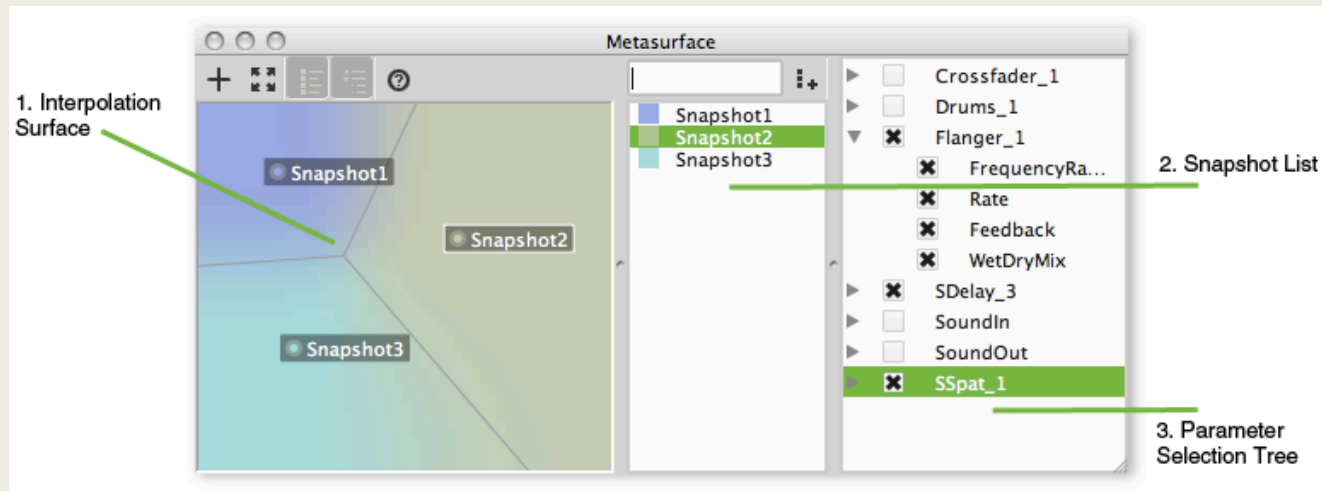 Metasurface
1. Interpolation
Surface
Snapshot1
Snapshot2
Snapshot3
Snapshot1
Snapshot2
Snapshot3
2. Snapshot List
Crossfader_1
Drums_1
Flanger_1
FrequencyRa...
Rate
Feedback
WetDryMix
SDelay_3
SoundIn
SoundOut
SSpat_1
3. Parameter
Selection Tree